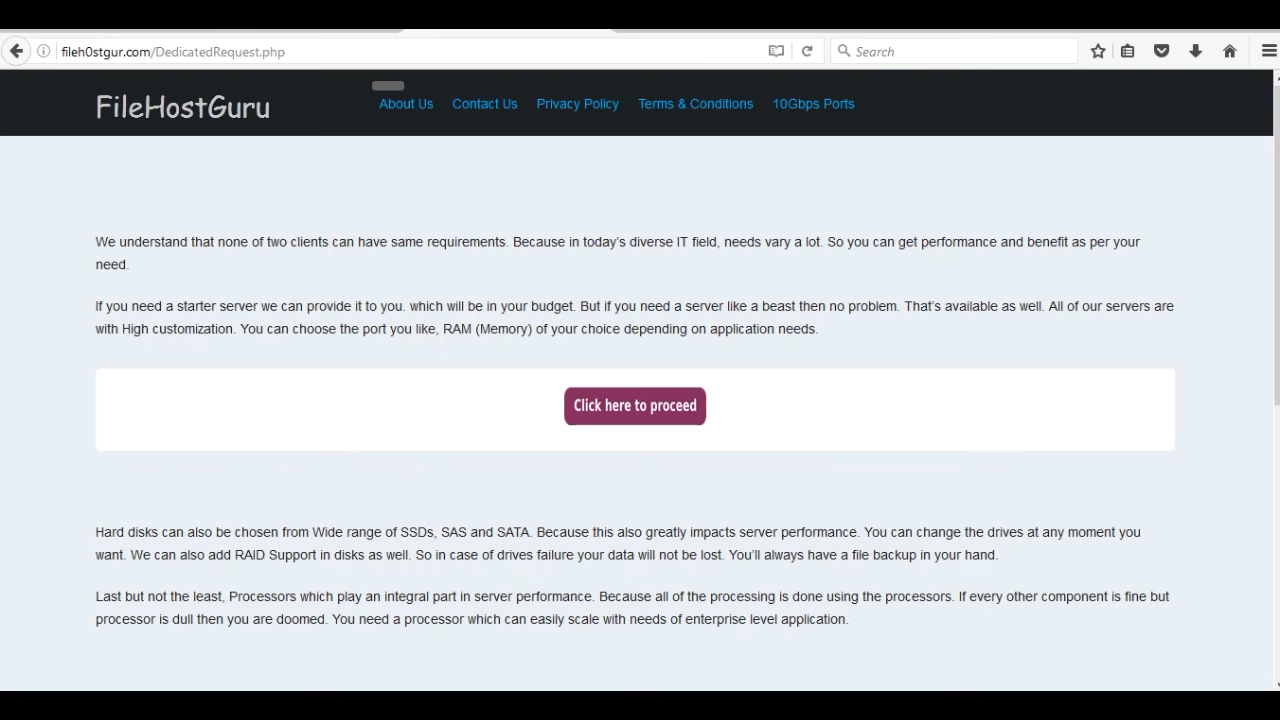 fileh0stgur.com/DedicatedRequest.php
Search
FileHostGuru
About Us Contact Us Privacy Policy Terms & Conditions 10Gbps Ports
We understand that none of two clients can have same requirements. Because in today’s diverse IT field, needs vary a lot. So you can get performance and benefit as per your
need.
If you need a starter server we can provide it to you. which will be in your budget. But if you need a server like a beast then no problem. That’s available as well. All of our servers are
with High customization. You can choose the port you like, RAM (Memory) of your choice depending on application needs.
Click here to proceed
Hard disks can also be chosen from Wide range of SSDs, SAS and SATA. Because this also greatly impacts server performance. You can change the drives at any moment you
want. We can also add RAID Support in disks as well. So in case of drives failure your data will not be lost. You’ll always have a file backup in your hand.
Last but not the least, Processors which play an integral part in server performance. Because all of the processing is done using the processors. If every other component is fine but
processor is dull then you are doomed. You need a processor which can easily scale with needs of enterprise level application.